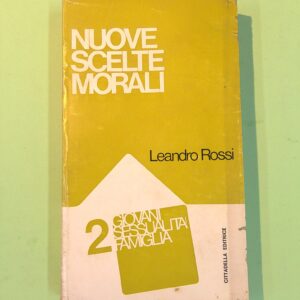 NUOVE
SCELTE
MORALI
Leandro Rossi
2
GIOVANI
SESSUALITÀ
FAMIGLIA
CITTADELLA EDITRICE